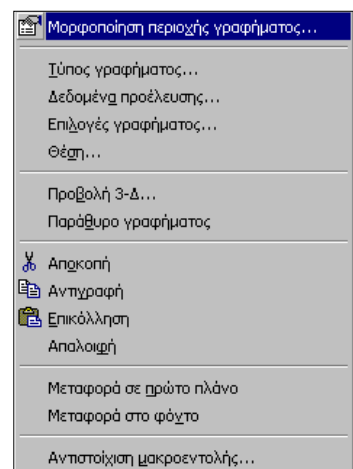 Μορφοποίηση περιοχής γραφήματος...
Τύπος γραφήματος...
Δεδομένα προέλευσης...
Επιλογές γραφήματος...
Θέση...
Προβολή 3-Δ...
Παράθυρο γραφήματος
Αποκοπή
Αντιγραφή
Επικόλληση
Απαλοιφή
Μεταφορά σε πρώτο πλάνο
Μεταφορά στο φόντο
Αντιστοίχιση μακροεντολής...